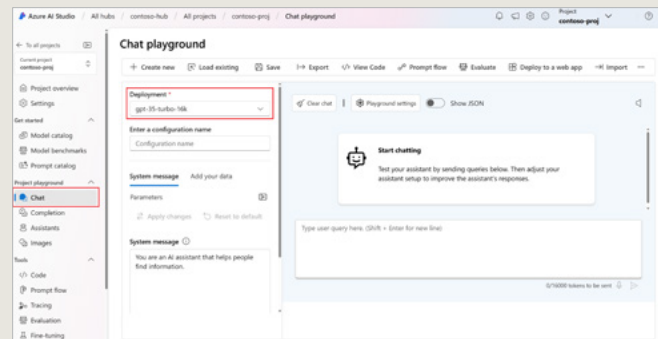 Azure AI Studio / All hubs / contoso-hub / All projects / contoso-proj / Chat playground
Project
contoso-proj
To all projects
Current project
contoso-proj
Project overview
Settings
Get started
Model catalog
Model benchmarks
Prompt catalog
Project playground
Chat
Completion
Assistants
Images
Tools
Code
Prompt flow
Tracing
Evaluation
Fine-tuning
Chat playground
Create new
Load existing
Save
Export
View Code
Prompt flow
Evaluate
Deploy to a web app
Import
Deployment *
gpt-35-turbo-16k
Enter a configuration name
Configuration name
System message
Add your data
Parameters
Apply changes
Reset to default
System message
You are an AI assistant that helps people
find information.
Clear chat
Playground settings
Show JSON
Start chatting
Test your assistant by sending queries below. Then adjust your
assistant setup to improve the assistant's responses.
Type user query here. (Shift + Enter for new line)
0/16000 tokens to be sent